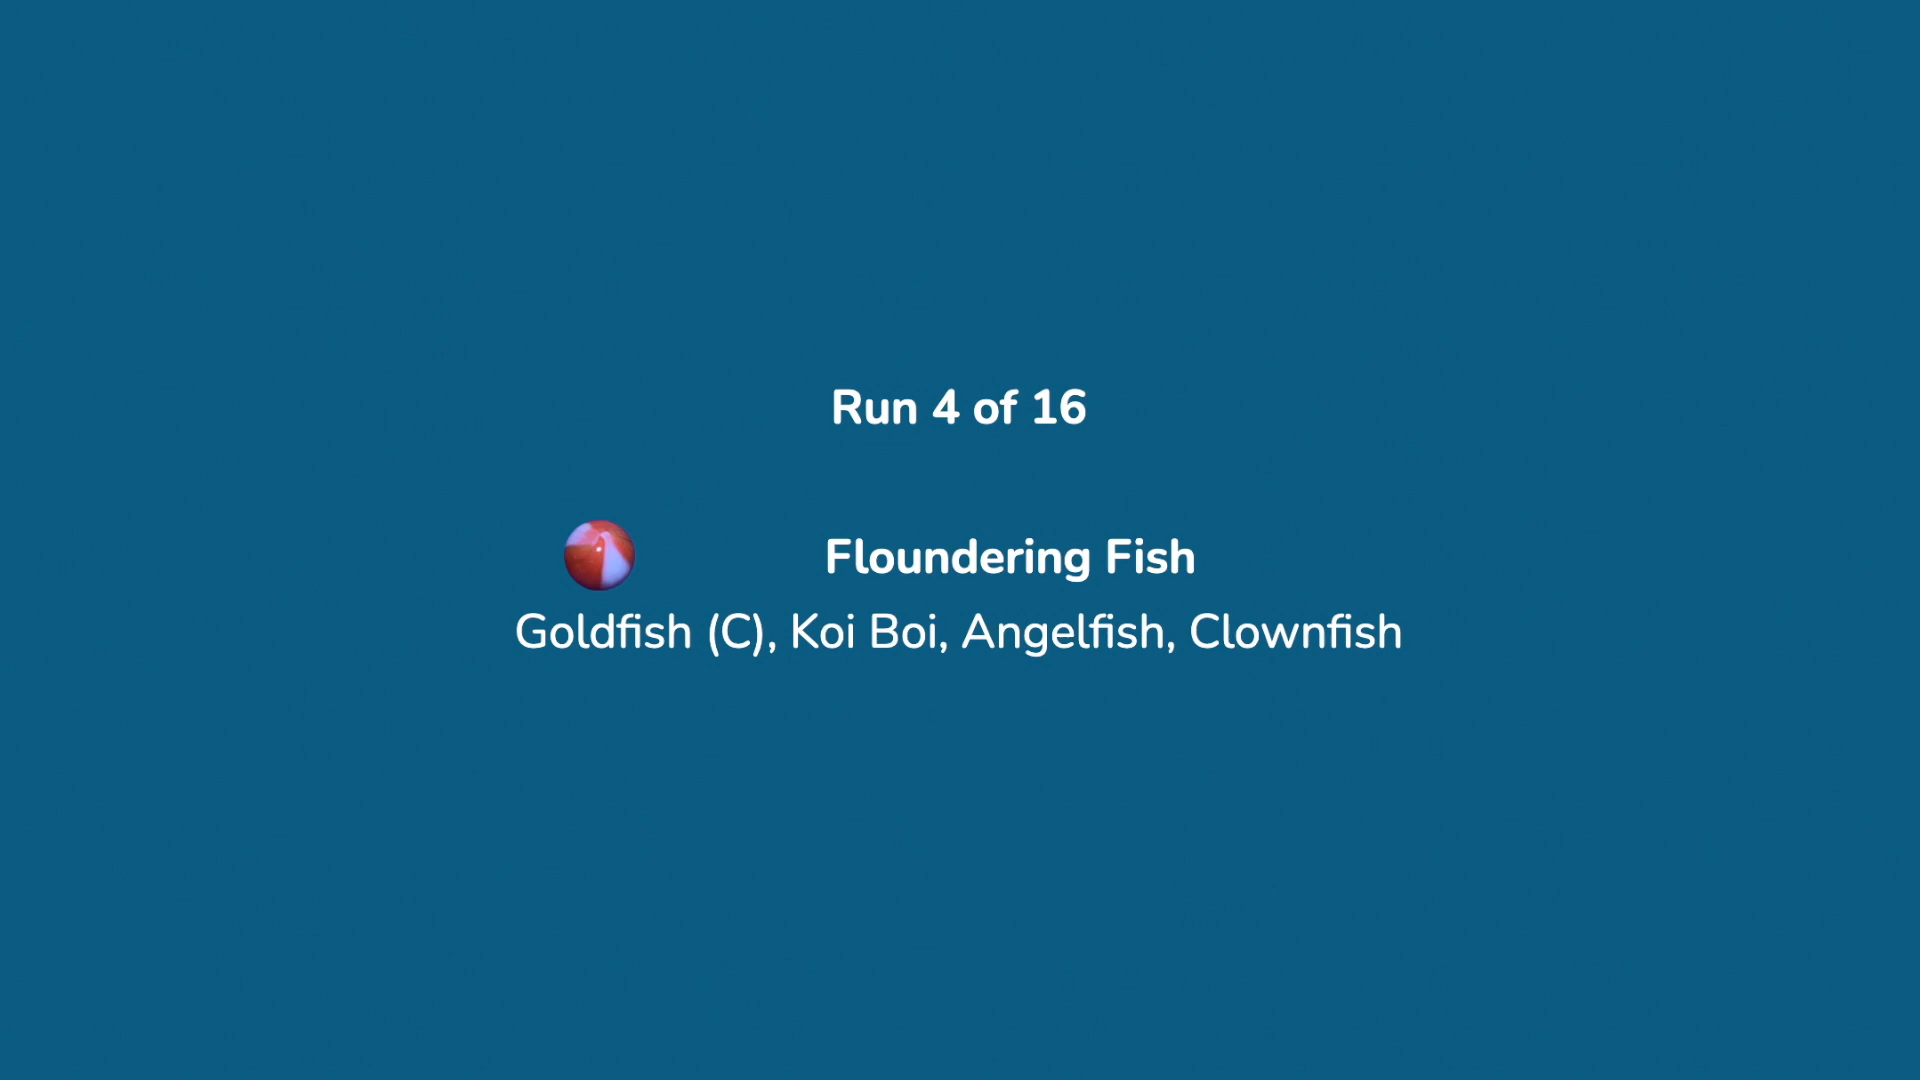 Run 4 of 16
Floundering Fish
Goldfish (C), Koi Boi, Angelfish, Clownfish